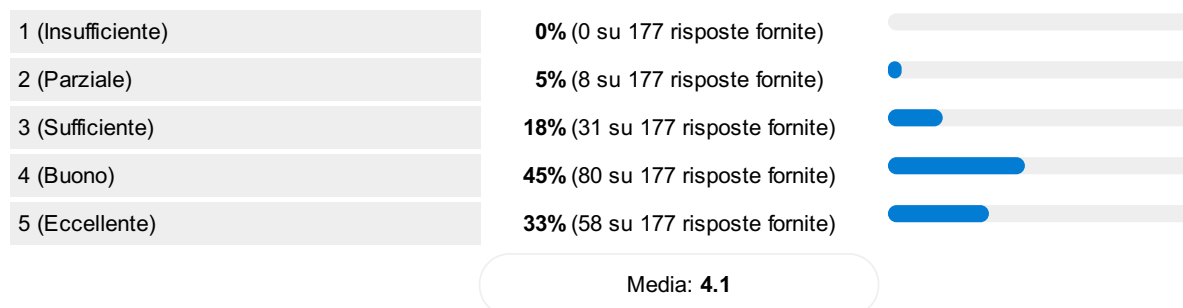 1 (Insufficiente) 0% (0 su 177 risposte fornite)
2 (Parziale) 5% (8 su 177 risposte fornite)
3 (Sufficiente) 18% (31 su 177 risposte fornite)
4 (Buono) 45% (80 su 177 risposte fornite)
5 (Eccellente) 33% (58 su 177 risposte fornite)
Media: 4.1